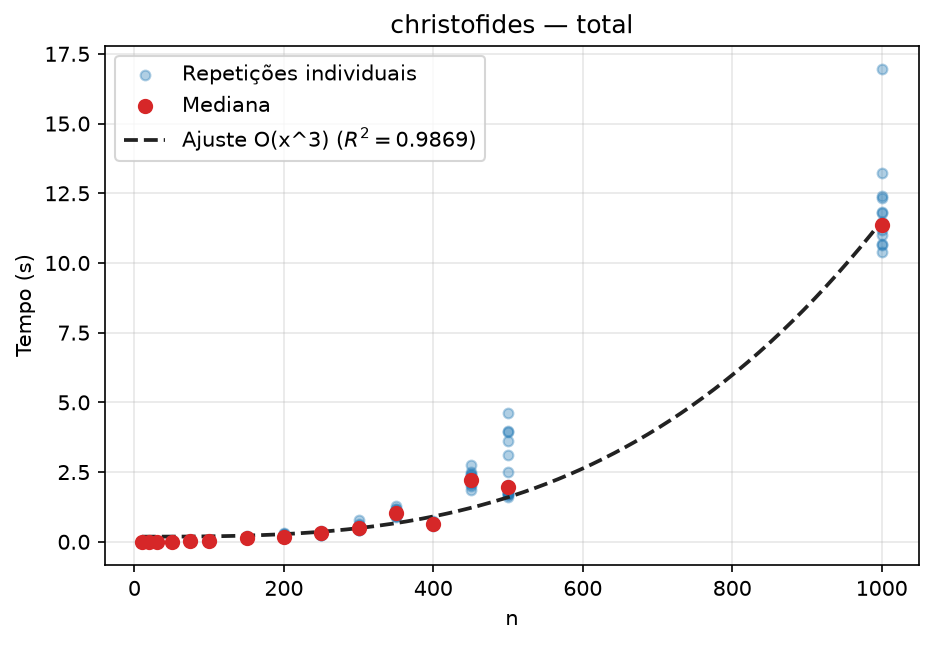 christofides — total
17.5
15.0
12.5
10.0
7.5
5.0
2.5
0.0
Tempo (s)
Repetições individuais
Mediana
Ajuste O(x^3) (R² = 0.9869)
0 200 400 600 800 1000
n